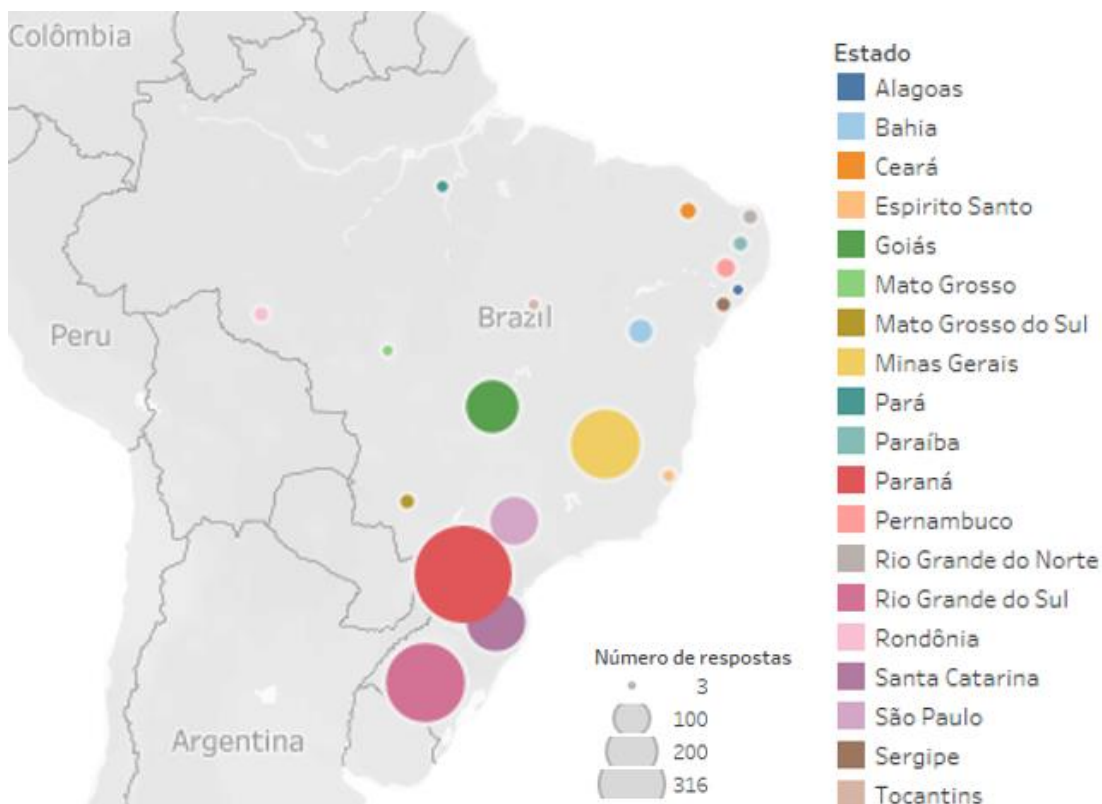 Colômbia
Peru
Brazil
Argentina
Número de respostas
3
100
200
316
Estado
Alagoas
Bahia
Ceará
Espirito Santo
Goiás
Mato Grosso
Mato Grosso do Sul
Minas Gerais
Pará
Paraíba
Paraná
Pernambuco
Rio Grande do Norte
Rio Grande do Sul
Rondônia
Santa Catarina
São Paulo
Sergipe
Tocantins